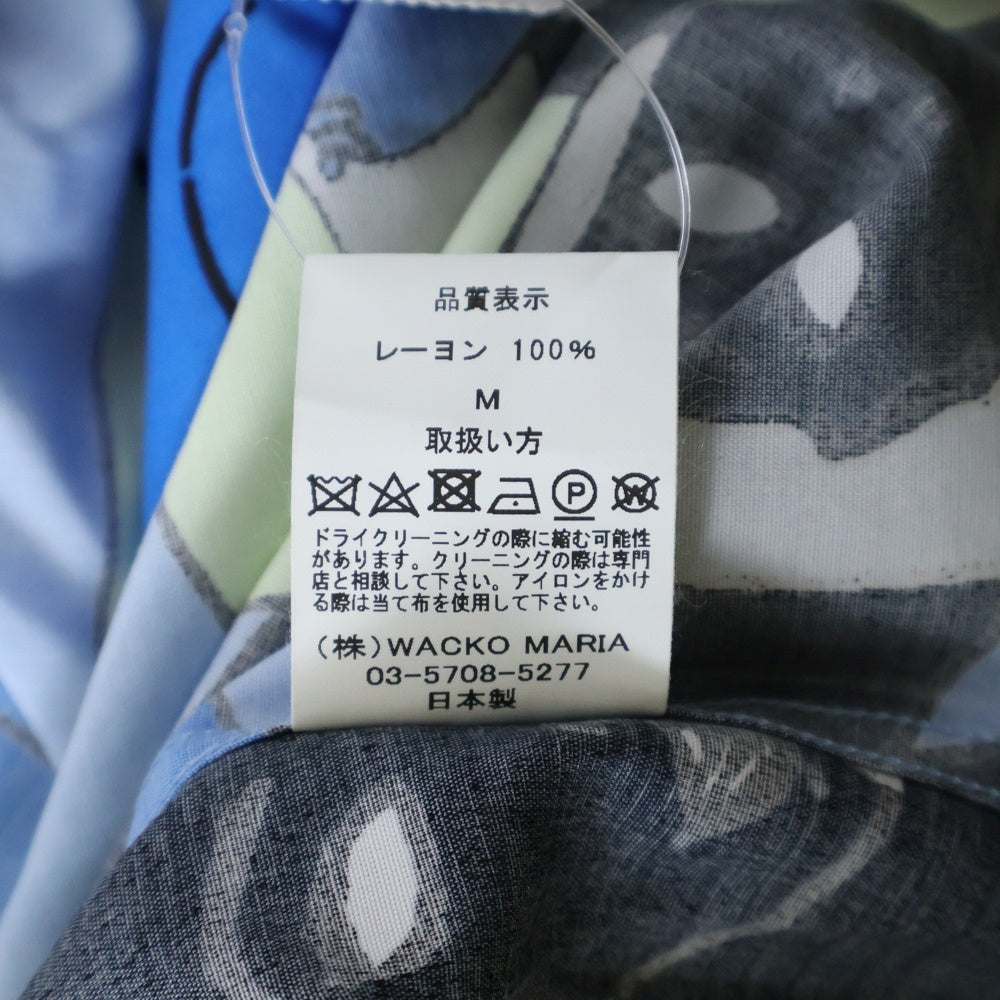 品質表示
レーヨン 100%
M
取扱い方
P W
ドライクリーニングの際に縮む可能性
があります。クリーニングの際は専門
店と相談して下さい。アイロンをかけ
る際は当て布を使用して下さい。
(株)WACKO MARIA
03-5708-5277
日本製